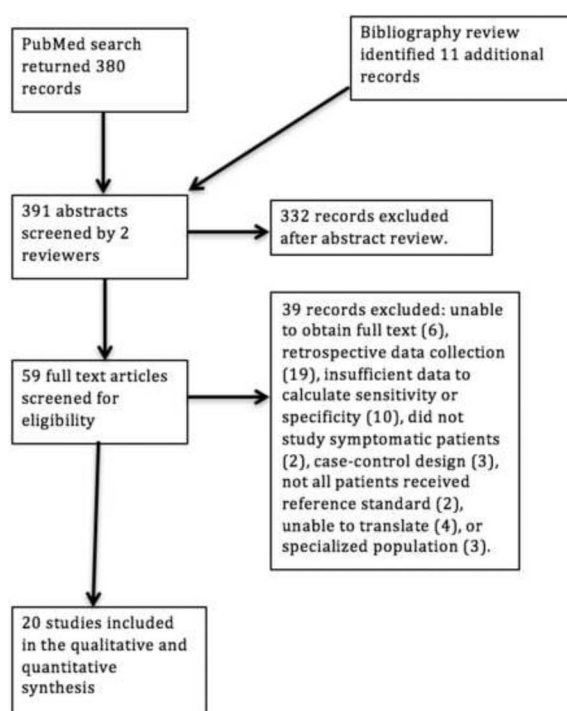 PubMed search
returned 380
records
Bibliography review
identified 11 additional
records
391 abstracts
screened by 2
reviewers
332 records excluded
after abstract review.
39 records excluded: unable
to obtain full text (6),
retrospective data collection
(19), insufficient data to
calculate sensitivity or
specificity (10), did not
study symptomatic patients
(2), case-control design (3),
not all patients received
reference standard (2),
unable to translate (4), or
specialized population (3).
59 full text articles
screened for
eligibility
20 studies included
in the qualitative and
quantitative
synthesis